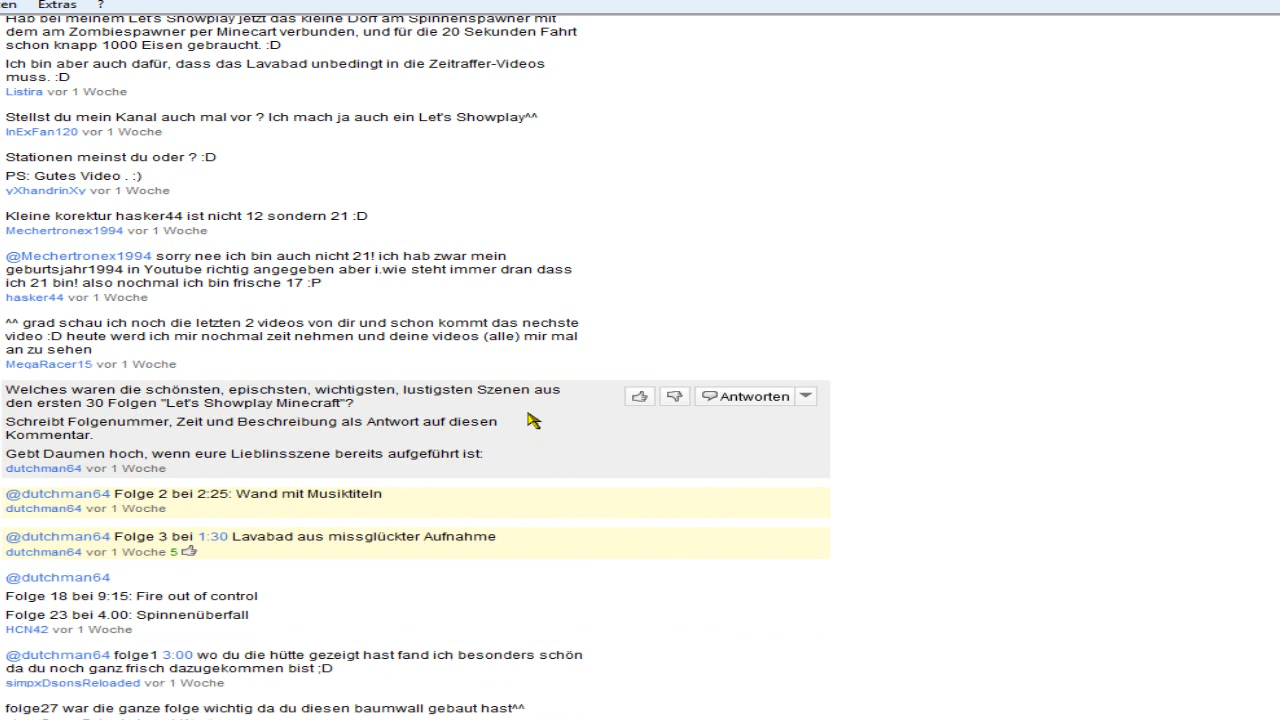 en Extras ?
Hab bei meinem Let's Showplay jetzt das kleine Dorf am Spinnenspawner mit
dem am Zombiespawner per Minecart verbunden, und für die 20 Sekunden Fahrt
schon knapp 1000 Eisen gebraucht. :D
Ich bin aber auch dafür, dass das Lavabad unbedingt in die Zeitraffer-Videos
muss. :D
Listira vor 1 Woche
Stellst du mein Kanal auch mal vor ? Ich mach ja auch ein Let's Showplay^^
InExFan120 vor 1 Woche
Stationen meinst du oder ? :D
PS: Gutes Video . :)
yXhandrinXy vor 1 Woche
Kleine korektur hasker44 ist nicht 12 sondern 21 :D
Mechertronex1994 vor 1 Woche
@Mechertronex1994 sorry nee ich bin auch nicht 21! ich hab zwar mein
geburtsjahr1994 in Youtube richtig angegeben aber i.wie steht immer dran dass
ich 21 bin! also nochmal ich bin frische 17 :P
hasker44 vor 1 Woche
^^ grad schau ich noch die letzten 2 videos von dir und schon kommt das nechste
video :D heute werd ich mir nochmal zeit nehmen und deine videos (alle) mir mal
an zu sehen
MegaRacer15 vor 1 Woche
Welches waren die schönsten, epischsten, wichtigsten, lustigsten Szenen aus
den ersten 30 Folgen "Let's Showplay Minecraft"?
Antworten
Schreibt Folgenummer, Zeit und Beschreibung als Antwort auf diesen
Kommentar.
Gebt Daumen hoch, wenn eure Lieblinsszene bereits aufgeführt ist:
dutchman64 vor 1 Woche
@dutchman64 Folge 2 bei 2:25: Wand mit Musiktiteln
dutchman64 vor 1 Woche
@dutchman64 Folge 3 bei 1:30 Lavabad aus missglückter Aufnahme
dutchman64 vor 1 Woche 5
@dutchman64
Folge 18 bei 9:15: Fire out of control
Folge 23 bei 4.00: Spinnenüberfall
HCN42 vor 1 Woche
@dutchman64 folge1 3:00 wo du die hütte gezeigt hast fand ich besonders schön
da du noch ganz frisch dazugekommen bist ;D
simpxDsonsReloaded vor 1 Woche
folge27 war die ganze folge wichtig da du diesen baumwall gebaut hast^^